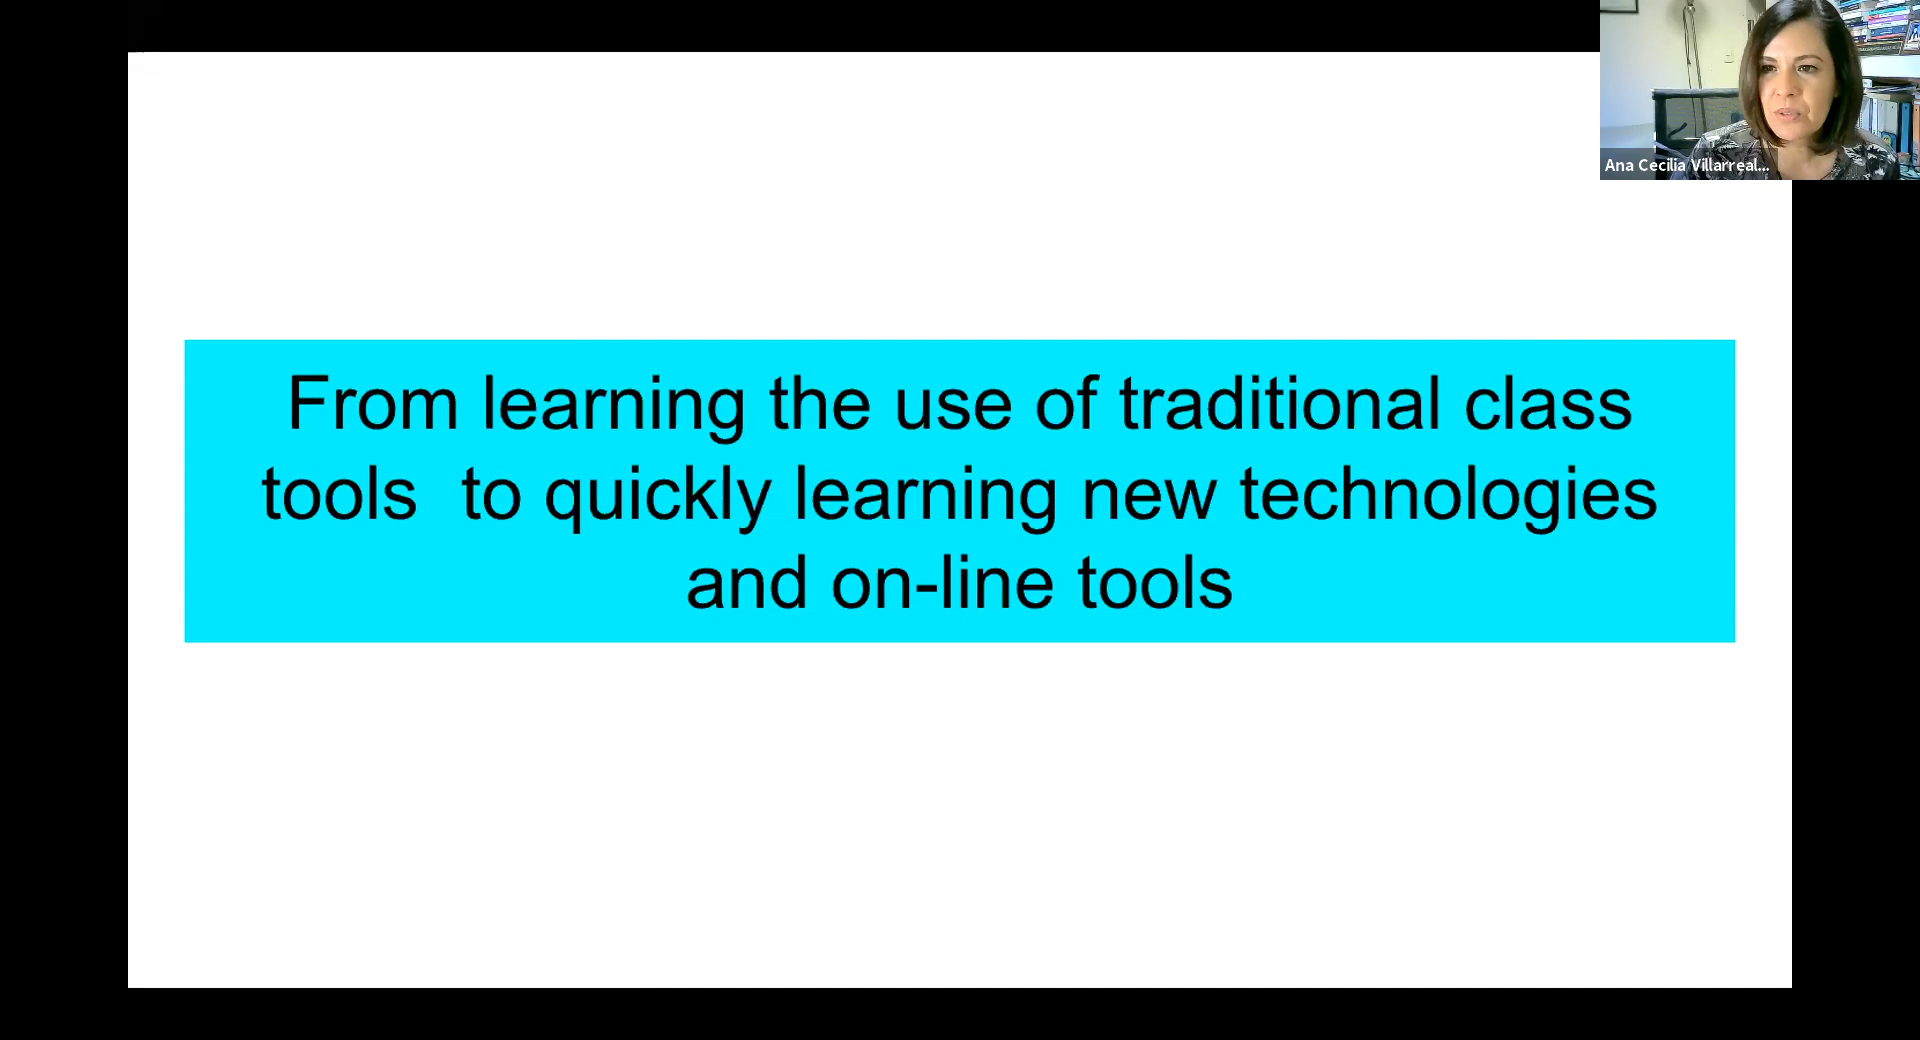 Ana Cecilia Villarreal...
From learning the use of traditional class
tools  to quickly learning new technologies
and on-line tools